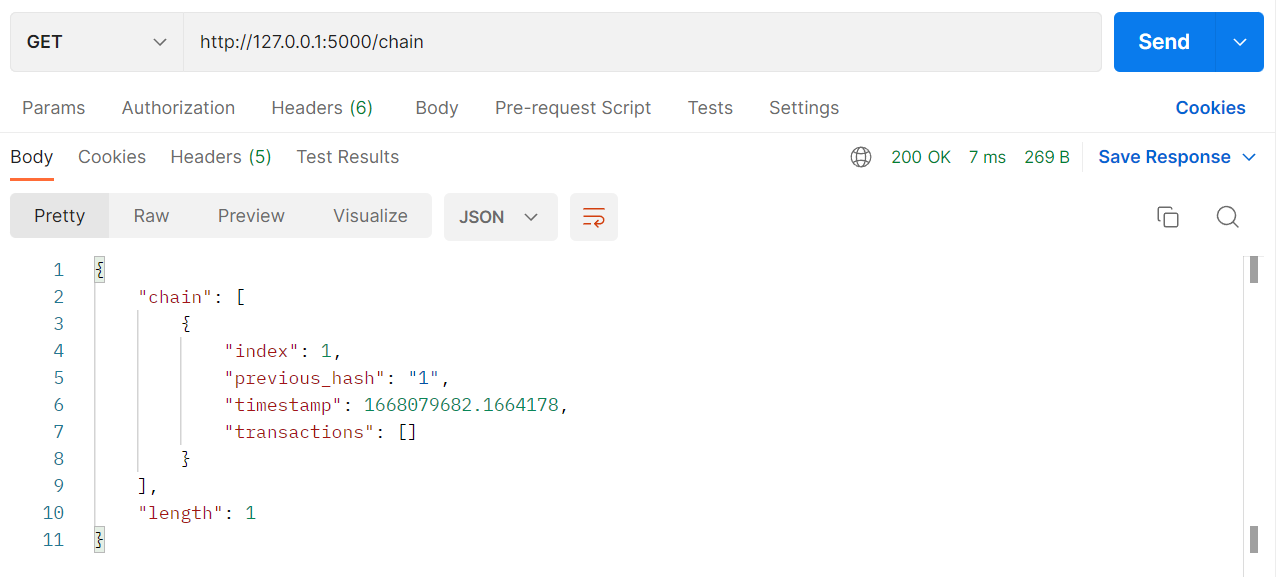 GET http://127.0.0.1:5000/chain Send
Params Authorization Headers (6) Body Pre-request Script Tests Settings Cookies
Body Cookies Headers (5) Test Results 200 OK 7 ms 269 B Save Response
Pretty Raw Preview Visualize JSON
1 {
2 "chain": [
3 {
4 "index": 1,
5 "previous_hash": "1",
6 "timestamp": 1668079682.1664178,
7 "transactions": []
8 }
9 ],
10 "length": 1
11 }